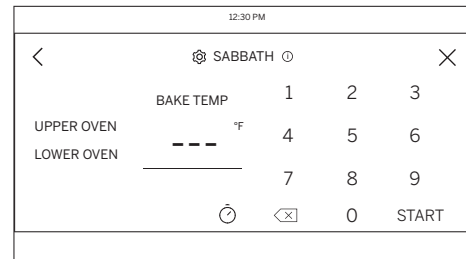 12:30 PM
SABBATH
BAKE TEMP
UPPER OVEN
LOWER OVEN
--- °F
1 2 3
4 5 6
7 8 9
0 START